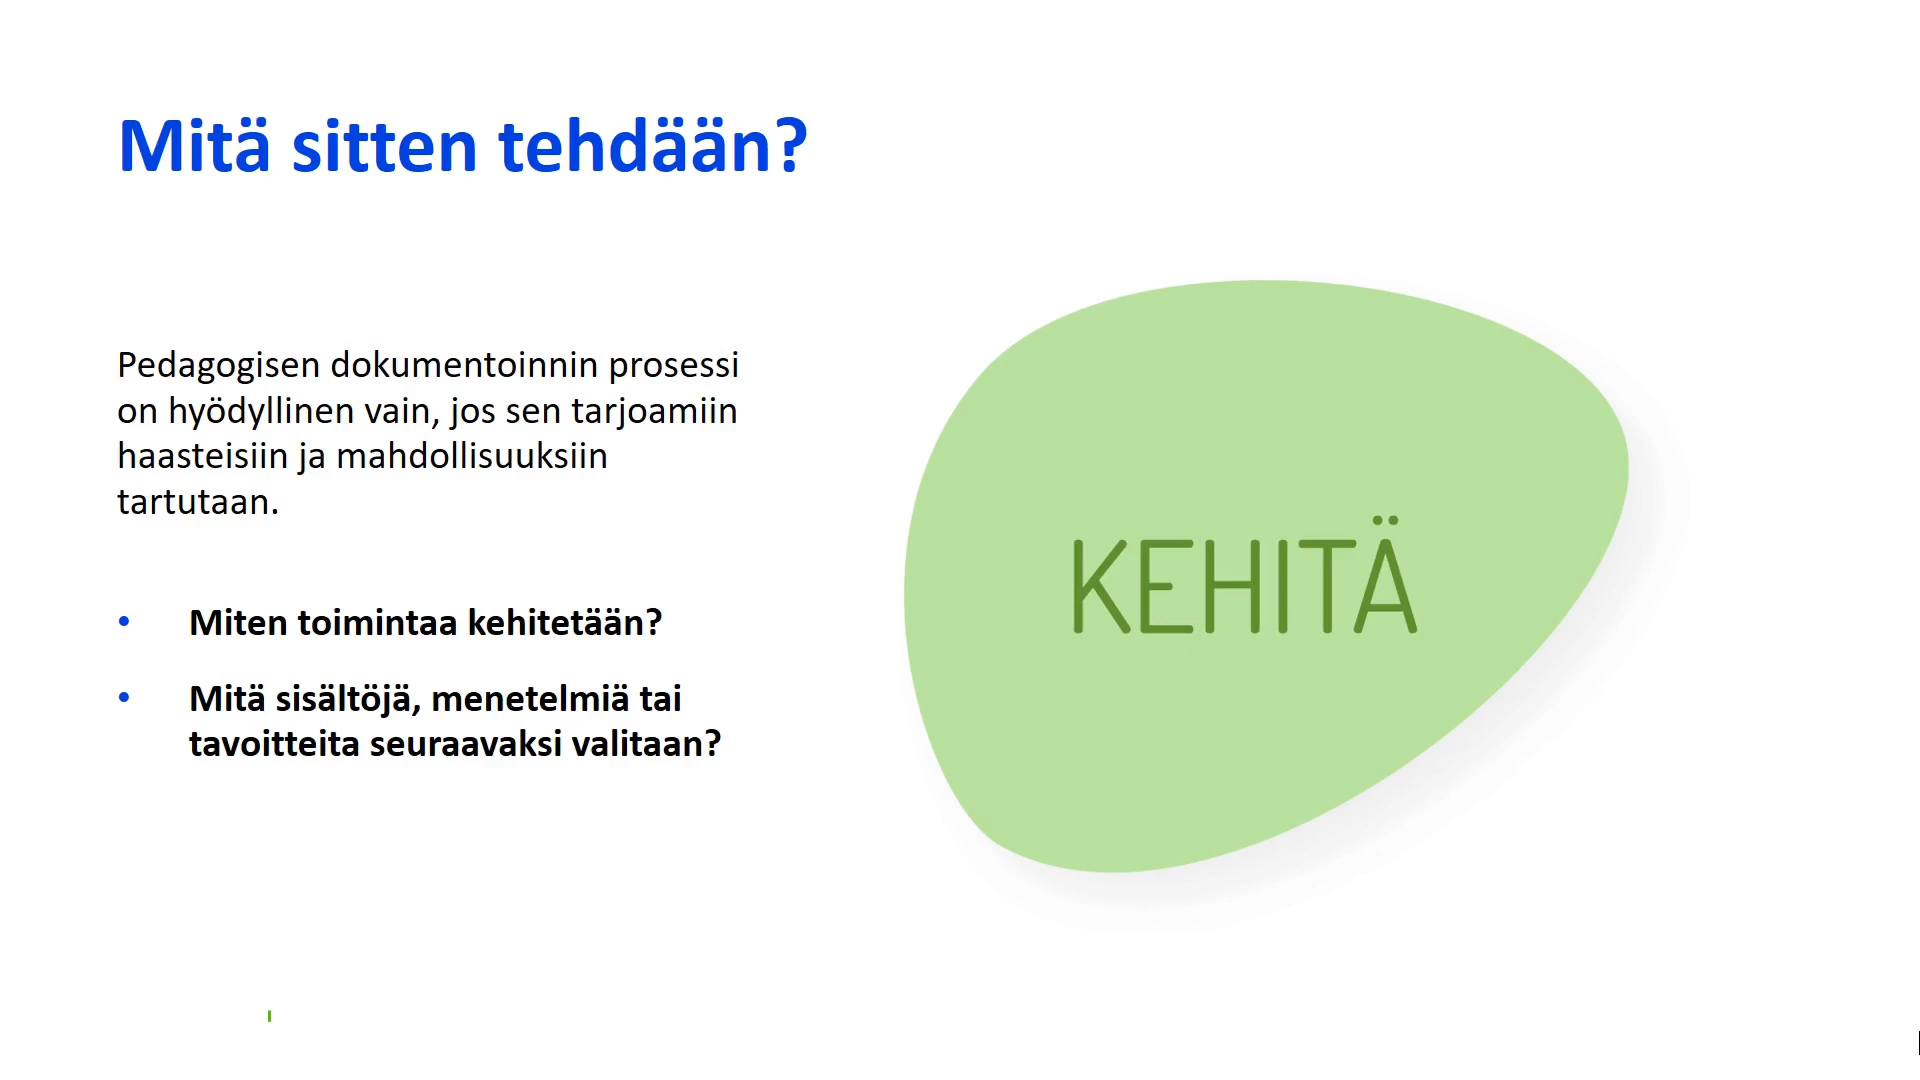 Mitä sitten tehdään?
Pedagogisen dokumentoinnin prosessi
on hyödyllinen vain, jos sen tarjoamiin
haasteisiin ja mahdollisuuksiin
tartutaan.
• Miten toimintaa kehitetään?
• Mitä sisältöjä, menetelmiä tai
tavoitteita seuraavaksi valitaan?
KEHITÄ